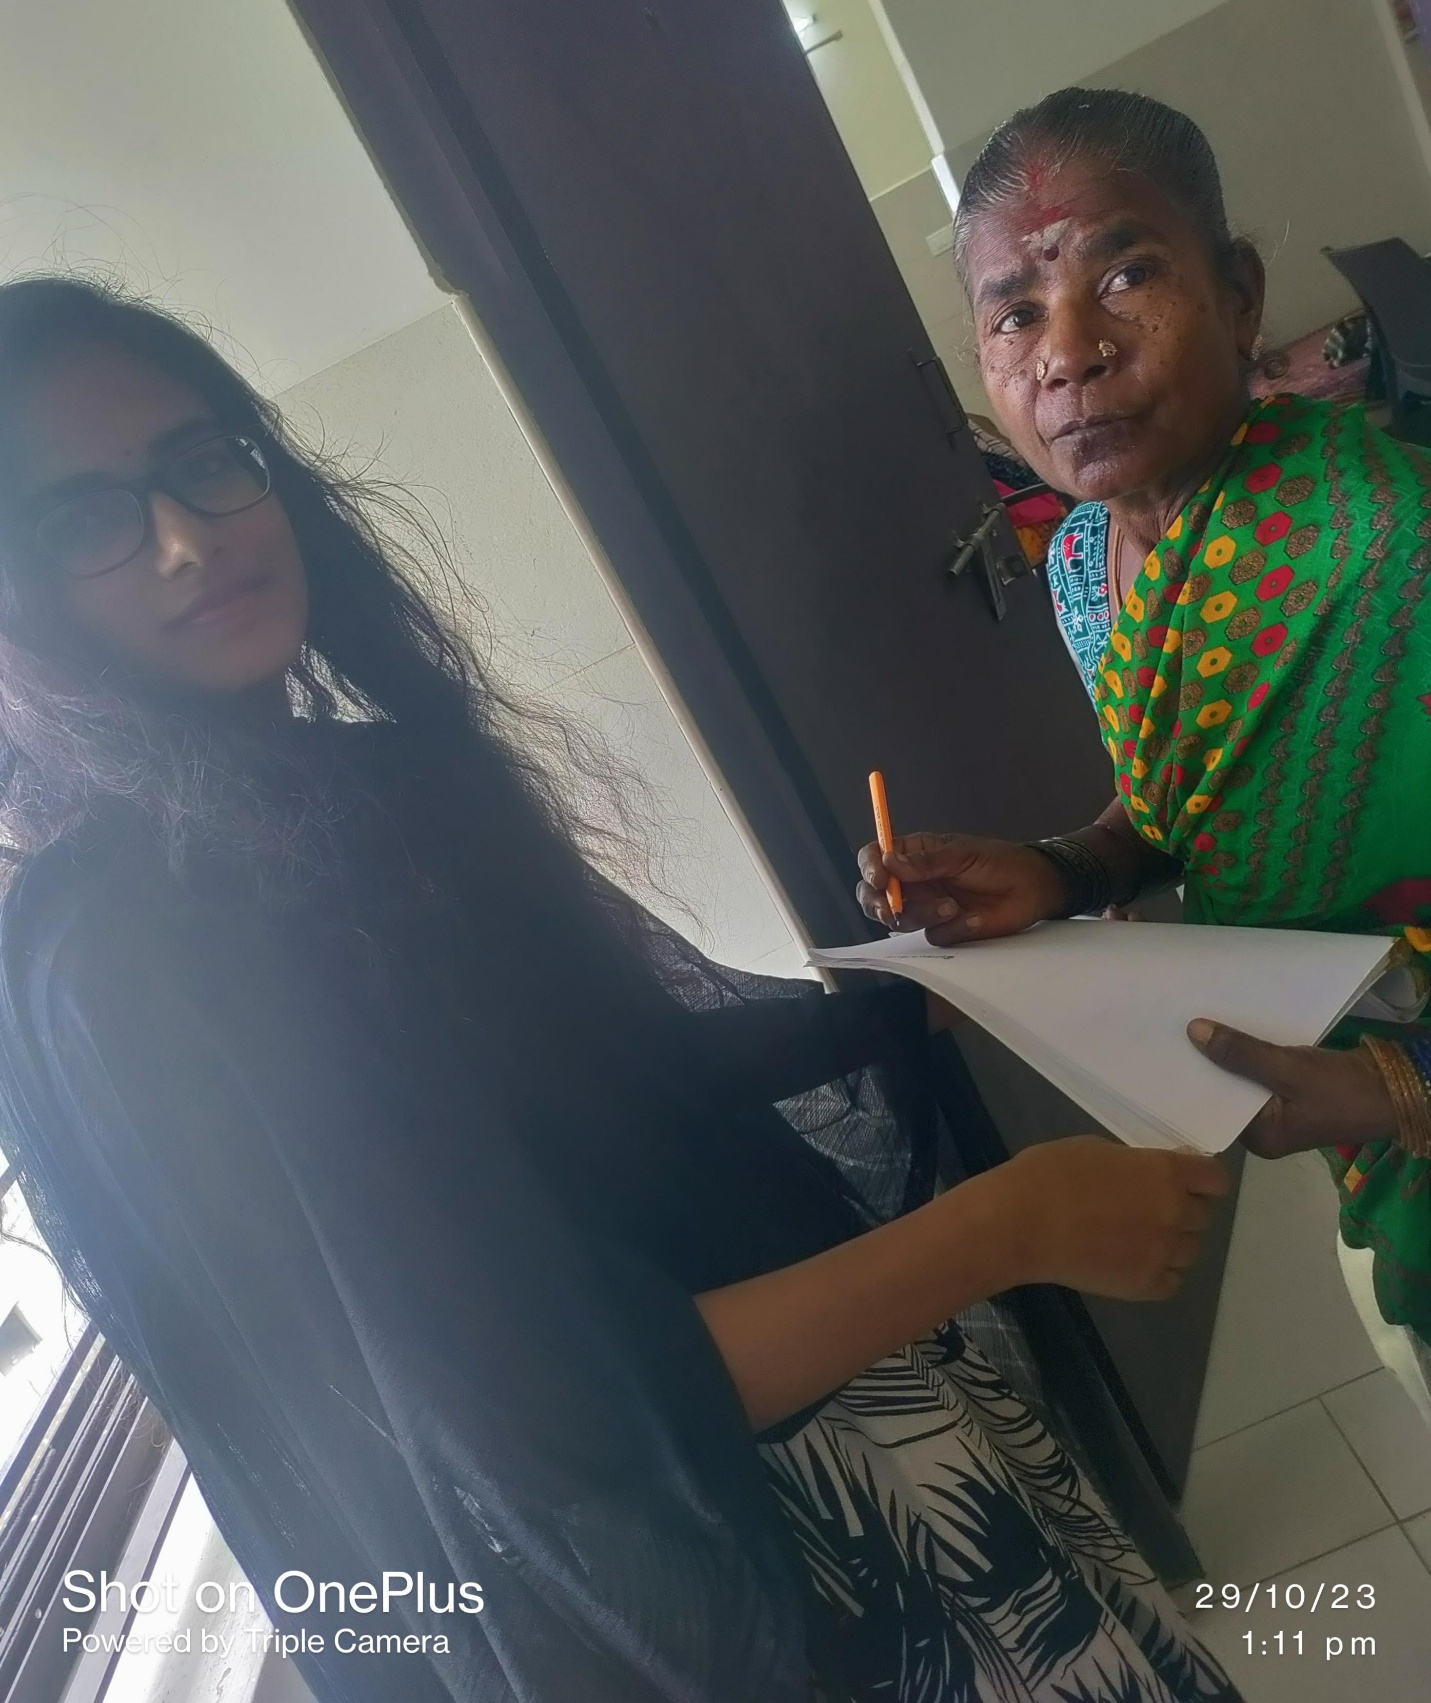 Shot on OnePlus
Powered by Triple Camera
29/10/23
1:11 pm